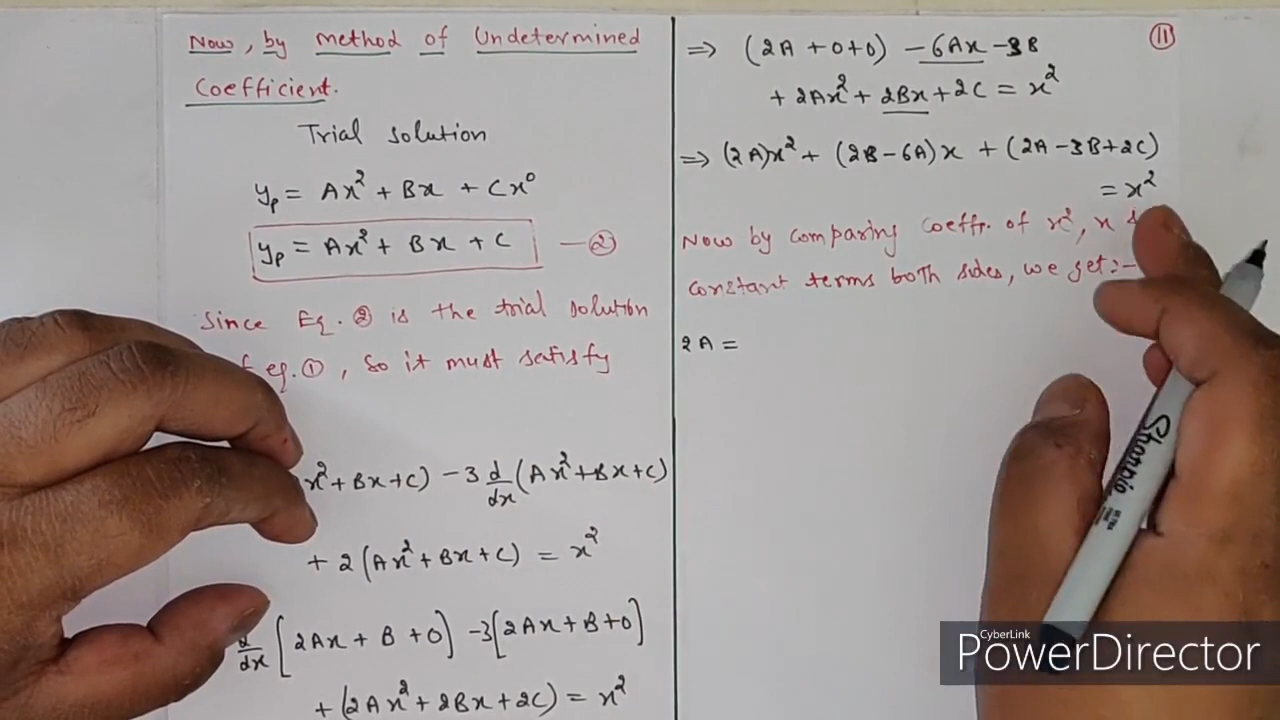 Now, by method of Undetermined
Coefficient.
Trial solution
yp = Ax² + Bx + Cx⁰
yp = Ax² + Bx + C —②
Since Eq. ② is the trial solution
eq. ①, so it must satisfy
x² + Bx + C) - 3 d/dx (Ax² + Bx + C)
+ 2 (Ax² + Bx + C) = x²
d/dx [2Ax + B + 0] - 3[2Ax + B + 0]
+ (2Ax² + 2Bx + 2C) = x²
11
⇒ (2A + 0 + 0) - 6Ax - 3B
+ 2Ax² + 2Bx + 2C = x²
⇒ (2A)x² + (2B - 6A)x + (2A - 3B + 2C)
= x²
Now by comparing coeff. of x², x &
constant terms both sides, we get:-
2A =
Sharpie
CyberLink
PowerDirector